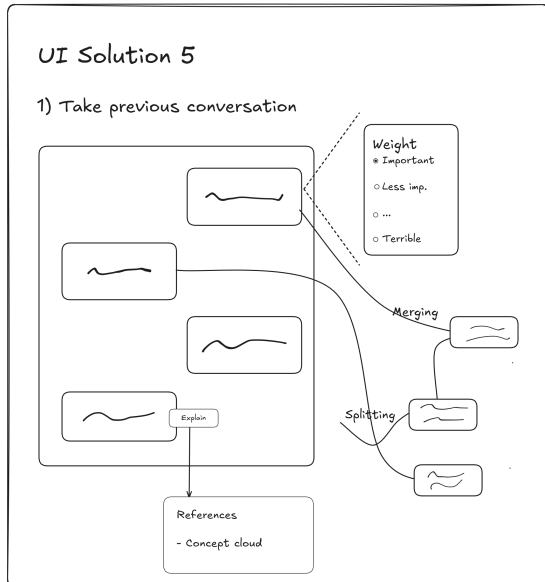 UI Solution 5
1) Take previous conversation
Weight
Important
Less imp.
...
Terrible
Merging
Splitting
Explain
References
- Concept cloud